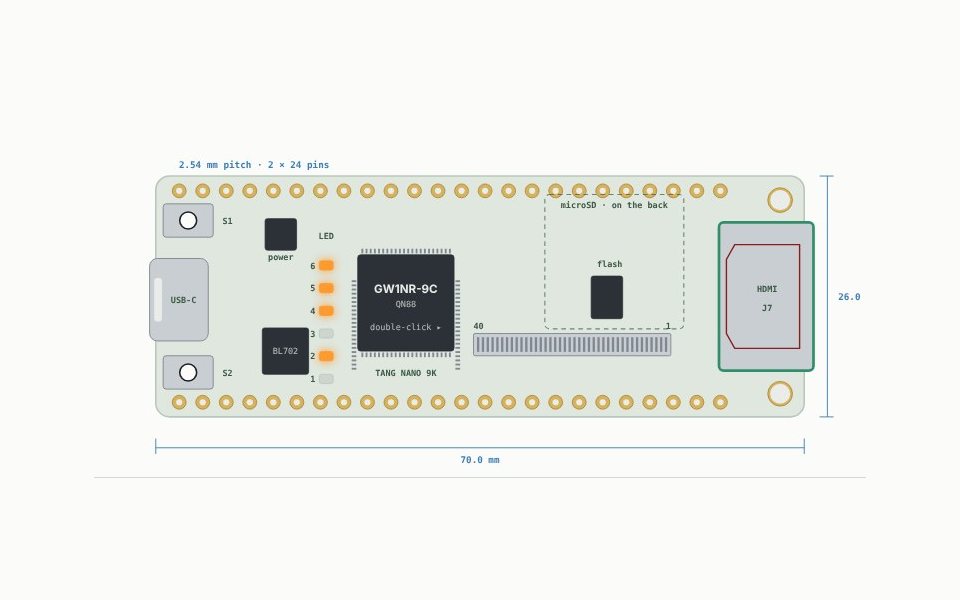 2.54 mm pitch · 2 × 24 pins
microSD · on the back
S1
LED
power
6
5
4
3
2
1
USB-C
BL702
S2
GW1NR-9C
QN88
double-click ▸
TANG NANO 9K
flash
40
1
HDMI
J7
26.0
70.0 mm